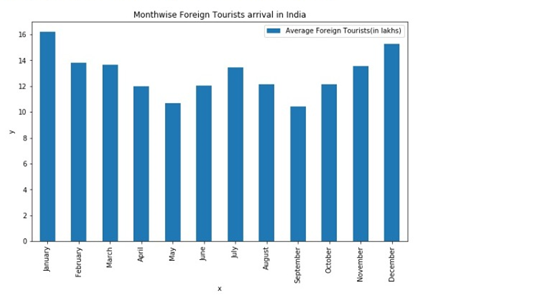 Monthwise Foreign Tourists arrival in India
Average Foreign Tourists(in lakhs)
y
16
14
12
10
8
6
4
2
0
January
February
March
April
May
June
July
August
September
October
November
December
x